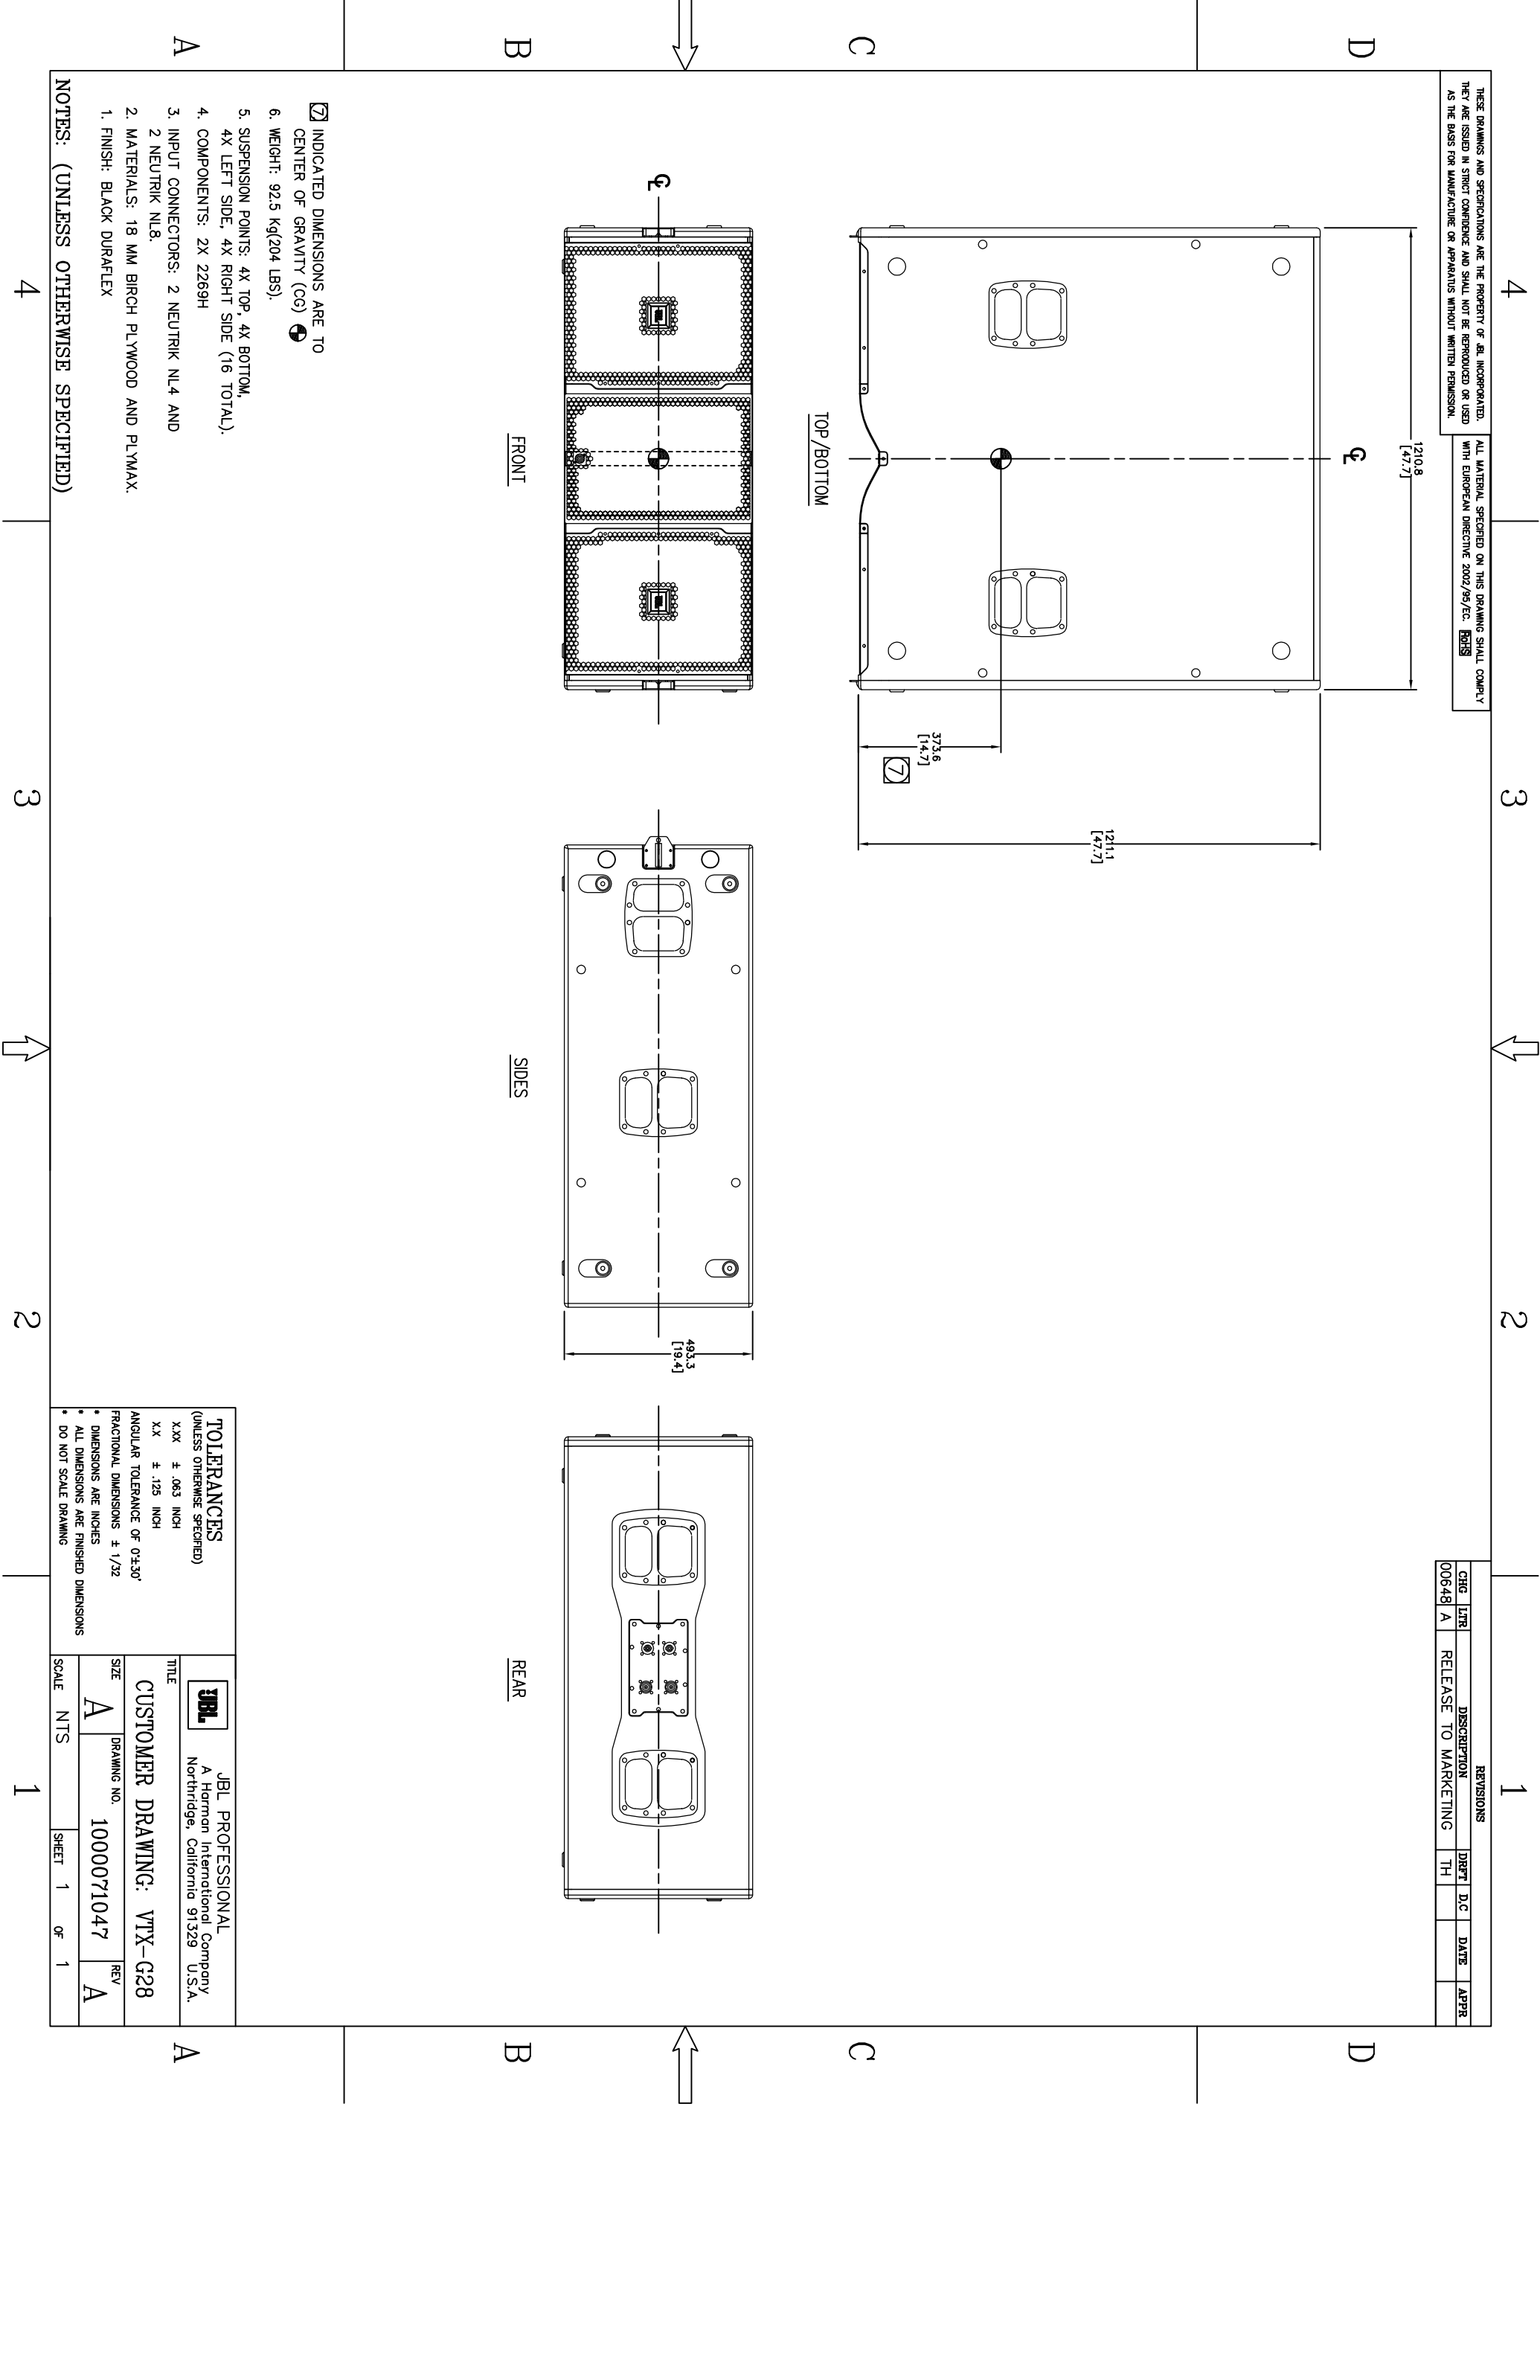 THESE DRAWINGS AND SPECIFICATIONS ARE THE PROPERTY OF JBL INCORPORATED.
THEY ARE ISSUED IN STRICT CONFIDENCE AND SHALL NOT BE REPRODUCED OR USED
AS THE BASIS FOR MANUFACTURE OR APPARATUS WITHOUT WRITTEN PERMISSION.
ALL MATERIAL SPECIFIED ON THIS DRAWING SHALL COMPLY
WITH EUROPEAN DIRECTIVE 2002/95/EC. RoHS
REVISIONS
CHG LTR DESCRIPTION DRFT D,C DATE APPR
00648 A RELEASE TO MARKETING TH
4
3
2
1
D
D
C
C
B
B
A
A
CL
1210.8
[47.7]
373.6
[14.7]
7
1211.1
[47.7]
TOP/BOTTOM
CL
JBL
JBL
493.3
[19.4]
FRONT
SIDES
REAR
7 INDICATED DIMENSIONS ARE TO
CENTER OF GRAVITY (CG)
6. WEIGHT: 92.5 Kg(204 LBS).
5. SUSPENSION POINTS: 4X TOP, 4X BOTTOM,
4X LEFT SIDE, 4X RIGHT SIDE (16 TOTAL).
4. COMPONENTS: 2X 2269H
3. INPUT CONNECTORS: 2 NEUTRIK NL4 AND
2 NEUTRIK NL8.
2. MATERIALS: 18 MM BIRCH PLYWOOD AND PLYMAX.
1. FINISH: BLACK DURAFLEX
NOTES: (UNLESS OTHERWISE SPECIFIED)
TOLERANCES
(UNLESS OTHERWISE SPECIFIED)
X.XX ± .063 INCH
X.X ± .125 INCH
ANGULAR TOLERANCE OF 0°±30'
FRACTIONAL DIMENSIONS ± 1/32
* DIMENSIONS ARE INCHES
* ALL DIMENSIONS ARE FINISHED DIMENSIONS
* DO NOT SCALE DRAWING
JBL
JBL PROFESSIONAL
A Harman International Company
Northridge, California 91329 U.S.A.
TITLE
CUSTOMER DRAWING: VTX-G28
SIZE
A
DRAWING NO.
1000071047
REV
A
SCALE NTS
SHEET 1 OF 1
4
3
2
1